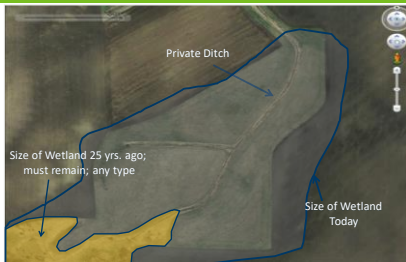 Private Ditch
Size of Wetland 25 yrs. ago;
must remain; any type
Size of Wetland
Today